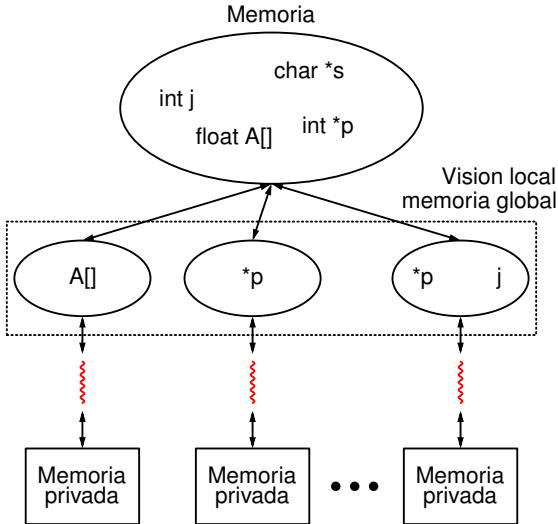 Memoria
char *s
int j
float A[]
int *p
Vision local
memoria global
A[]
*p
*p
j
Memoria
privada
Memoria
privada
Memoria
privada